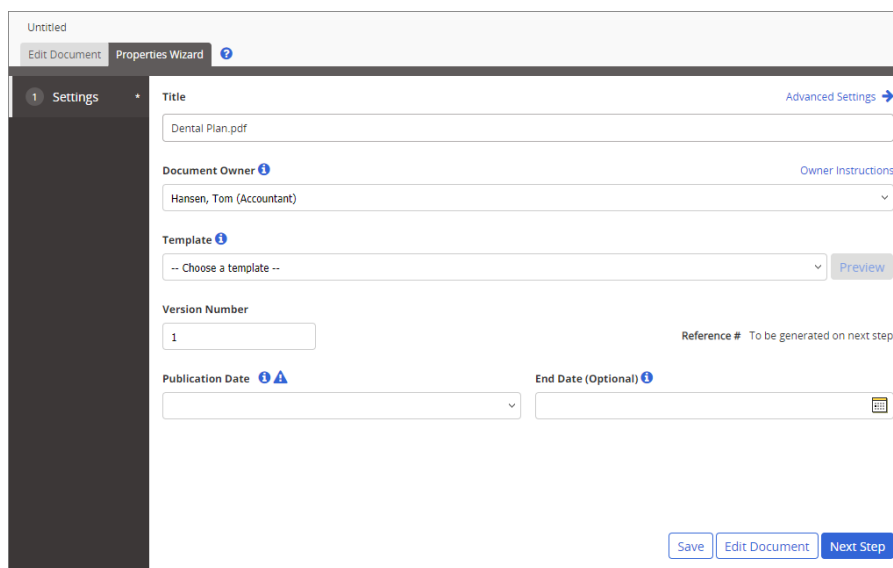 Untitled
Edit Document Properties Wizard ?
1 Settings *
Title Advanced Settings
Dental Plan.pdf
Document Owner Owner Instructions
Hansen, Tom (Accountant)
Template
-- Choose a template -- Preview
Version Number
1 Reference # To be generated on next step
Publication Date End Date (Optional)
Save Edit Document Next Step